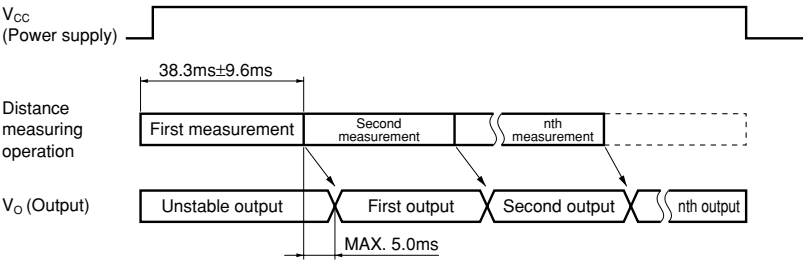 VCC
(Power supply)
38.3ms±9.6ms
Distance
measuring
operation
First measurement
Second
measurement
nth
measurement
VO (Output)
Unstable output
First output
Second output
nth output
MAX. 5.0ms